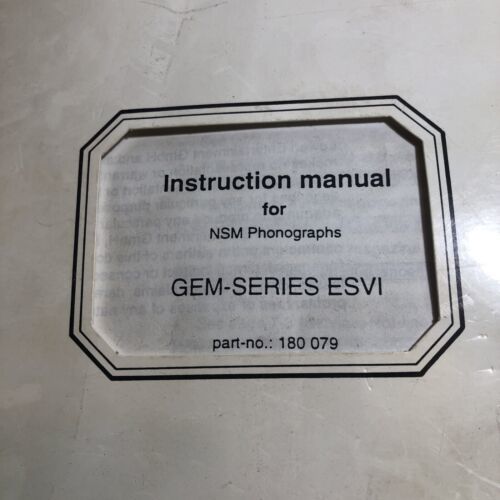 Instruction manual
for
NSM Phonographs
GEM-SERIES ESVI
part-no.: 180 079